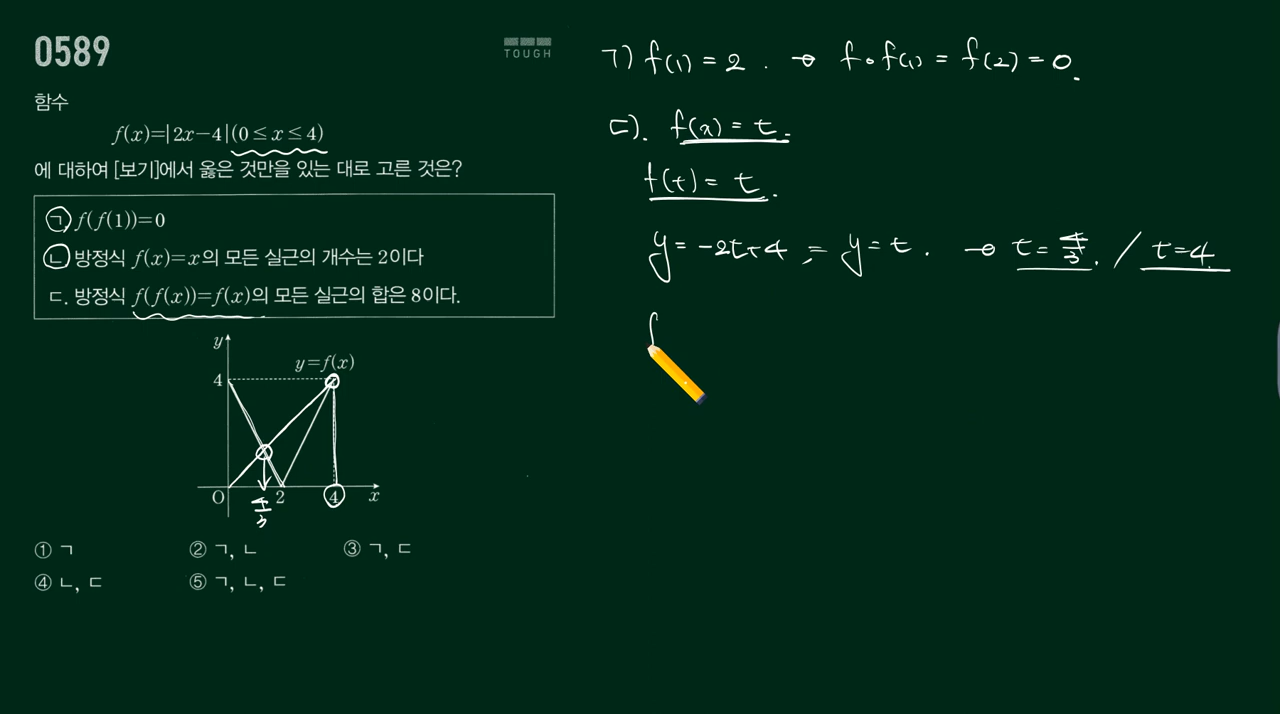 0589
TOUGH
함수
f(x)=|2x-4|(0≤x≤4)
에 대하여 [보기]에서 옳은 것만을 있는 대로 고른 것은?
ㄱ. f(f(1))=0
ㄴ. 방정식 f(x)=x의 모든 실근의 개수는 2이다
ㄷ. 방정식 f(f(x))=f(x)의 모든 실근의 합은 8이다.
y
y=f(x)
4
O 4/3 2 4 x
① ㄱ ② ㄱ, ㄴ ③ ㄱ, ㄷ
④ ㄴ, ㄷ ⑤ ㄱ, ㄴ, ㄷ
ㄱ) f(1) = 2. → f∘f(1) = f(2) = 0.
ㄷ). f(x) = t.
f(t) = t.
y = -2t+4 = y = t. → t = 4/3. / t = 4.